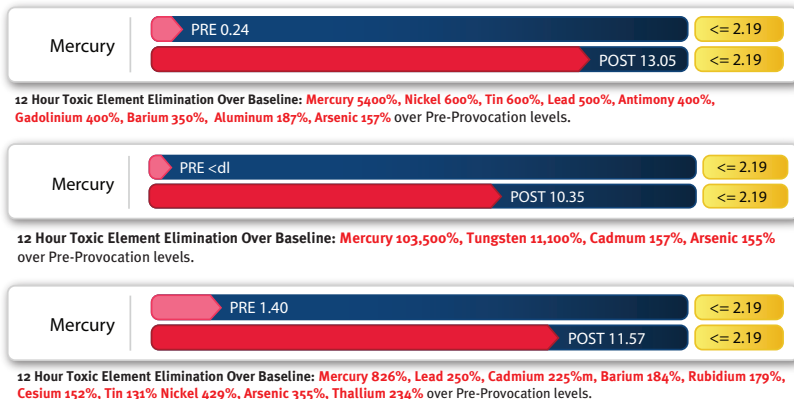 Mercury
PRE 0.24
<= 2.19
POST 13.05
<= 2.19
12 Hour Toxic Element Elimination Over Baseline: Mercury 5400%, Nickel 600%, Tin 600%, Lead 500%, Antimony 400%,
Gadolinium 400%, Barium 350%, Aluminum 187%, Arsenic 157% over Pre-Provocation levels.
Mercury
PRE <dl
<= 2.19
POST 10.35
<= 2.19
12 Hour Toxic Element Elimination Over Baseline: Mercury 103,500%, Tungsten 11,100%, Cadmum 157%, Arsenic 155%
over Pre-Provocation levels.
Mercury
PRE 1.40
<= 2.19
POST 11.57
<= 2.19
12 Hour Toxic Element Elimination Over Baseline: Mercury 826%, Lead 250%, Cadmium 225%m, Barium 184%, Rubidium 179%,
Cesium 152%, Tin 131% Nickel 429%, Arsenic 355%, Thallium 234% over Pre-Provocation levels.